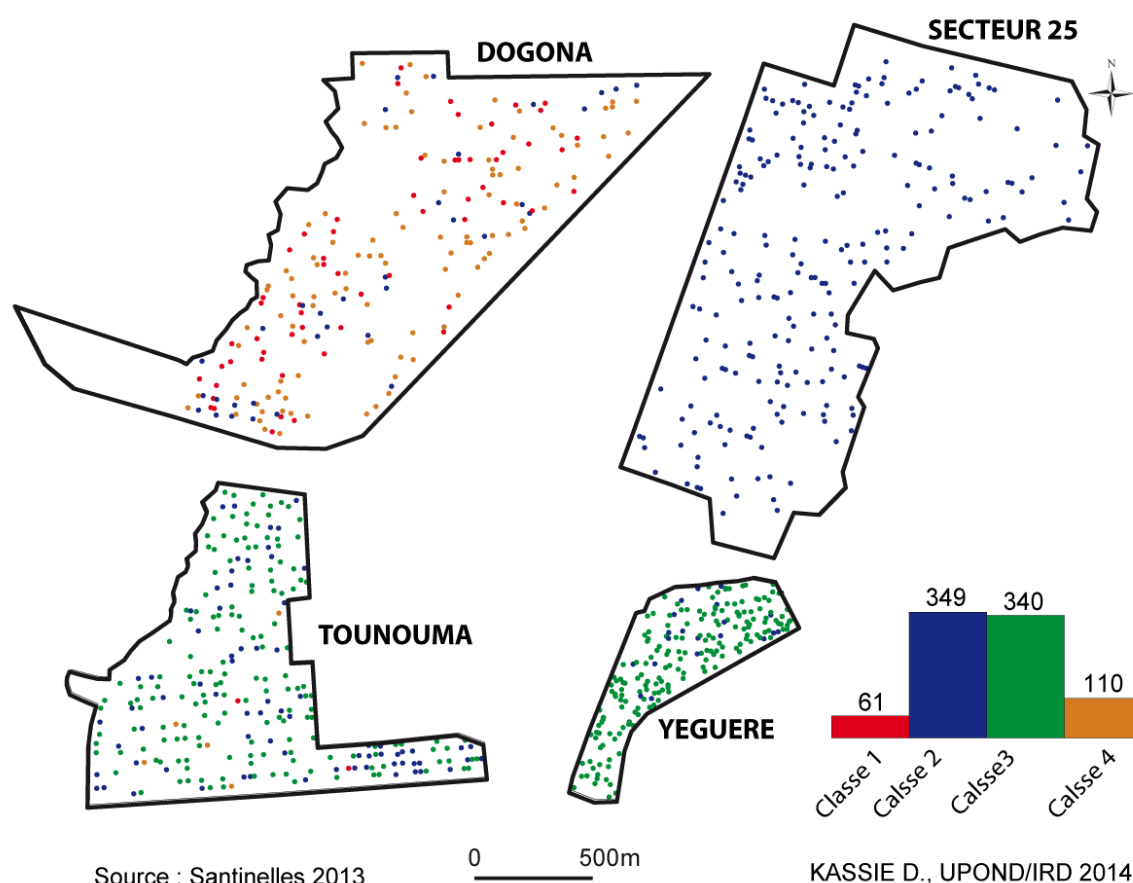 DOGONA
SECTEUR 25
N
TOUNOUMA
YEGUERE
349
340
110
61
Classe 1
Calsse 2
Calsse3
Calsse 4
0
500m
Source : Santinelles 2013
KASSIE D., UPOND/IRD 2014